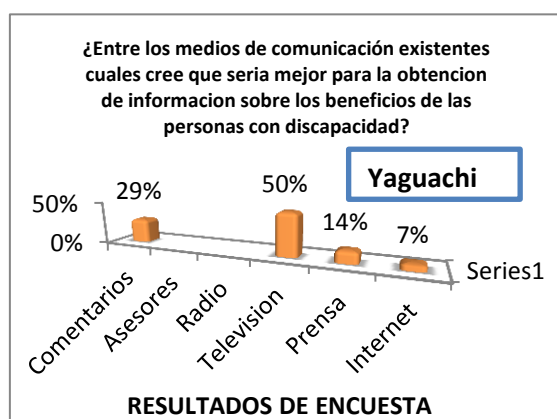 ¿Entre los medios de comunicación existentes
cuales cree que seria mejor para la obtencion
de informacion sobre los beneficios de las
personas con discapacidad?
Yaguachi
50%
0%
29%
50%
14%
7%
Comentarios
Asesores
Radio
Television
Prensa
Internet
Series1
RESULTADOS DE ENCUESTA